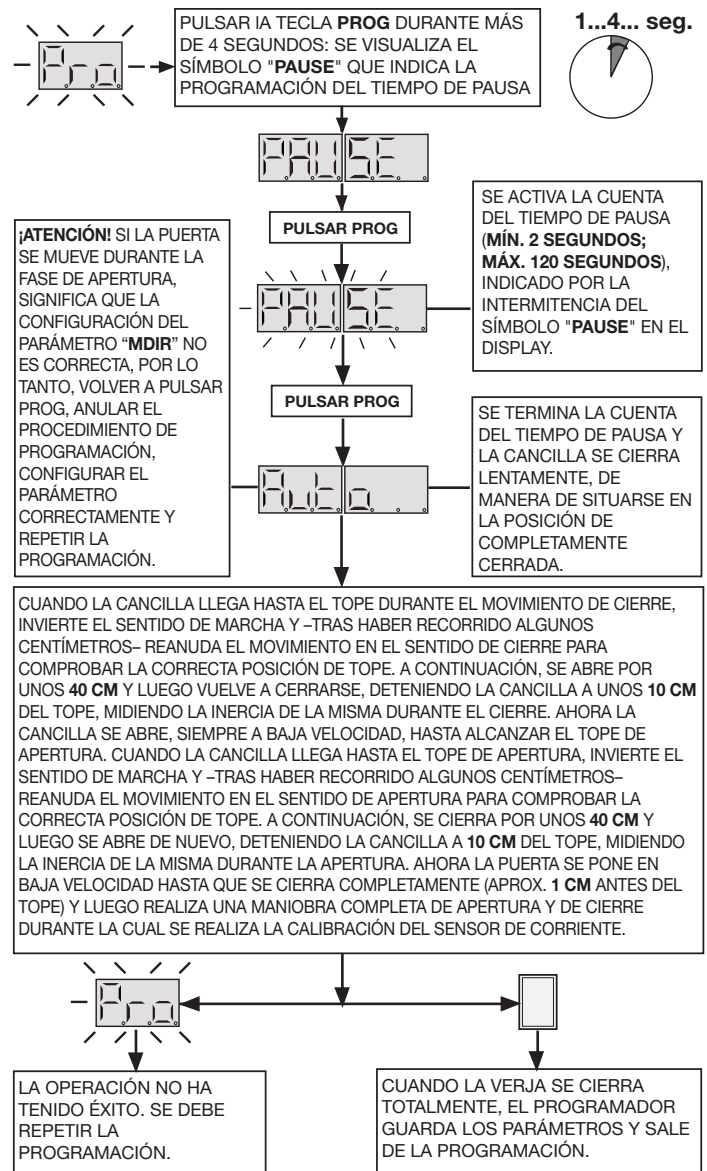 PULSAR lA TECLA PROG DURANTE MÁS
DE 4 SEGUNDOS: SE VISUALIZA EL
SÍMBOLO "PAUSE" QUE INDICA LA
PROGRAMACIÓN DEL TIEMPO DE PAUSA
1...4... seg.
Pro
PAUSE
PULSAR PROG
¡ATENCIÓN! SI LA PUERTA
SE MUEVE DURANTE LA
FASE DE APERTURA,
SIGNIFICA QUE LA
CONFIGURACIÓN DEL
PARÁMETRO “MDIR” NO
ES CORRECTA, POR LO
TANTO, VOLVER A PULSAR
PROG, ANULAR EL
PROCEDIMIENTO DE
PROGRAMACIÓN,
CONFIGURAR EL
PARÁMETRO
CORRECTAMENTE Y
REPETIR LA
PROGRAMACIÓN.
PAUSE
SE ACTIVA LA CUENTA
DEL TIEMPO DE PAUSA
(MÍN. 2 SEGUNDOS;
MÁX. 120 SEGUNDOS),
INDICADO POR LA
INTERMITENCIA DEL
SÍMBOLO "PAUSE" EN EL
DISPLAY.
PULSAR PROG
Auto
SE TERMINA LA CUENTA
DEL TIEMPO DE PAUSA Y
LA CANCILLA SE CIERRA
LENTAMENTE, DE
MANERA DE SITUARSE EN
LA POSICIÓN DE
COMPLETAMENTE
CERRADA.
CUANDO LA CANCILLA LLEGA HASTA EL TOPE DURANTE EL MOVIMIENTO DE CIERRE,
INVIERTE EL SENTIDO DE MARCHA Y –TRAS HABER RECORRIDO ALGUNOS
CENTÍMETROS– REANUDA EL MOVIMIENTO EN EL SENTIDO DE CIERRE PARA
COMPROBAR LA CORRECTA POSICIÓN DE TOPE. A CONTINUACIÓN, SE ABRE POR
UNOS 40 CM Y LUEGO VUELVE A CERRARSE, DETENIENDO LA CANCILLA A UNOS 10 CM
DEL TOPE, MIDIENDO LA INERCIA DE LA MISMA DURANTE EL CIERRE. AHORA LA
CANCILLA SE ABRE, SIEMPRE A BAJA VELOCIDAD, HASTA ALCANZAR EL TOPE DE
APERTURA. CUANDO LA CANCILLA LLEGA HASTA EL TOPE DE APERTURA, INVIERTE EL
SENTIDO DE MARCHA Y –TRAS HABER RECORRIDO ALGUNOS CENTÍMETROS–
REANUDA EL MOVIMIENTO EN EL SENTIDO DE APERTURA PARA COMPROBAR LA
CORRECTA POSICIÓN DE TOPE. A CONTINUACIÓN, SE CIERRA POR UNOS 40 CM Y
LUEGO SE ABRE DE NUEVO, DETENIENDO LA CANCILLA A 10 CM DEL TOPE, MIDIENDO
LA INERCIA DE LA MISMA DURANTE LA APERTURA. AHORA LA PUERTA SE PONE EN
BAJA VELOCIDAD HASTA QUE SE CIERRA COMPLETAMENTE (APROX. 1 CM ANTES DEL
TOPE) Y LUEGO REALIZA UNA MANIOBRA COMPLETA DE APERTURA Y DE CIERRE
DURANTE LA CUAL SE REALIZA LA CALIBRACIÓN DEL SENSOR DE CORRIENTE.
Pro
LA OPERACIÓN NO HA
TENIDO ÉXITO. SE DEBE
REPETIR LA
PROGRAMACIÓN.
CUANDO LA VERJA SE CIERRA
TOTALMENTE, EL PROGRAMADOR
GUARDA LOS PARÁMETROS Y SALE
DE LA PROGRAMACIÓN.